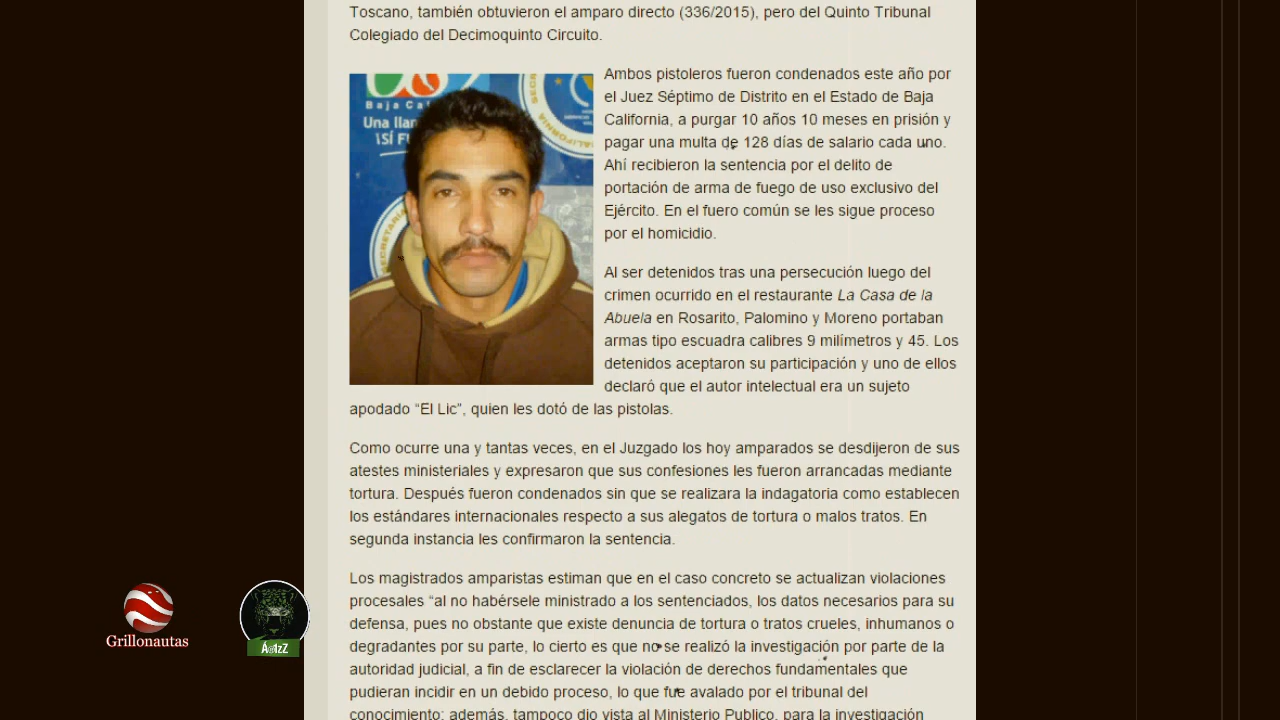 Toscano, también obtuvieron el amparo directo (336/2015), pero del Quinto Tribunal
Colegiado del Decimoquinto Circuito.
Baja Cal
Una llam
¡SÍ FU
Ambos pistoleros fueron condenados este año por
el Juez Séptimo de Distrito en el Estado de Baja
California, a purgar 10 años 10 meses en prisión y
pagar una multa de 128 días de salario cada uno.
Ahí recibieron la sentencia por el delito de
portación de arma de fuego de uso exclusivo del
Ejército. En el fuero común se les sigue proceso
por el homicidio.
Al ser detenidos tras una persecución luego del
crimen ocurrido en el restaurante La Casa de la
Abuela en Rosarito, Palomino y Moreno portaban
armas tipo escuadra calibres 9 milímetros y 45. Los
detenidos aceptaron su participación y uno de ellos
declaró que el autor intelectual era un sujeto
apodado “El Lic”, quien les dotó de las pistolas.
Como ocurre una y tantas veces, en el Juzgado los hoy amparados se desdijeron de sus
atestes ministeriales y expresaron que sus confesiones les fueron arrancadas mediante
tortura. Después fueron condenados sin que se realizara la indagatoria como establecen
los estándares internacionales respecto a sus alegatos de tortura o malos tratos. En
segunda instancia les confirmaron la sentencia.
Los magistrados amparistas estiman que en el caso concreto se actualizan violaciones
procesales “al no habérsele ministrado a los sentenciados, los datos necesarios para su
defensa, pues no obstante que existe denuncia de tortura o tratos crueles, inhumanos o
degradantes por su parte, lo cierto es que no se realizó la investigación por parte de la
autoridad judicial, a fin de esclarecer la violación de derechos fundamentales que
pudieran incidir en un debido proceso, lo que fue avalado por el tribunal del
conocimiento; además, tampoco dio vista al Ministerio Publico, para la investigación
Grillonautas